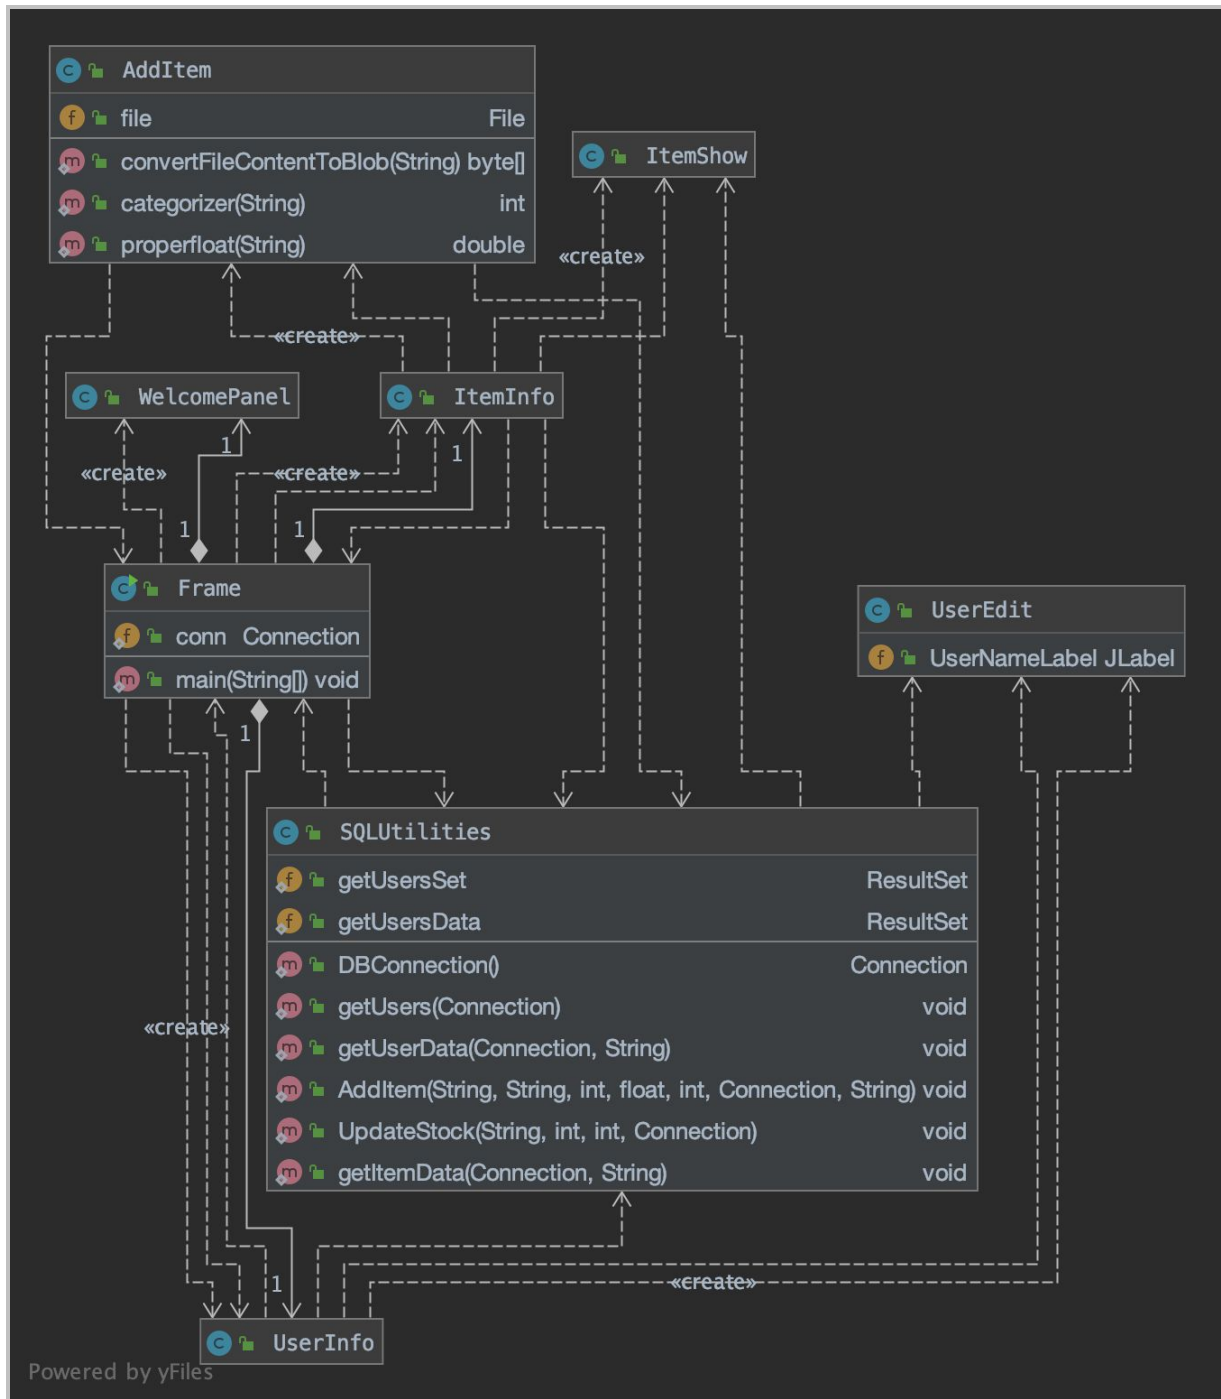 AddItem
file File
convertFileContentToBlob(String) byte[]
categorizer(String) int
properfloat(String) double
ItemShow
«create»
«create»
WelcomePanel
ItemInfo
1
1
«create»
«create»
1
1
Frame
conn Connection
main(String[]) void
UserEdit
UserNameLabel JLabel
1
SQLUtilities
getUsersSet ResultSet
getUsersData ResultSet
DBConnection() Connection
getUsers(Connection) void
getUserData(Connection, String) void
AddItem(String, String, int, float, int, Connection, String) void
UpdateStock(String, int, int, Connection) void
getItemData(Connection, String) void
«create»
1
«create»
UserInfo
Powered by yFiles